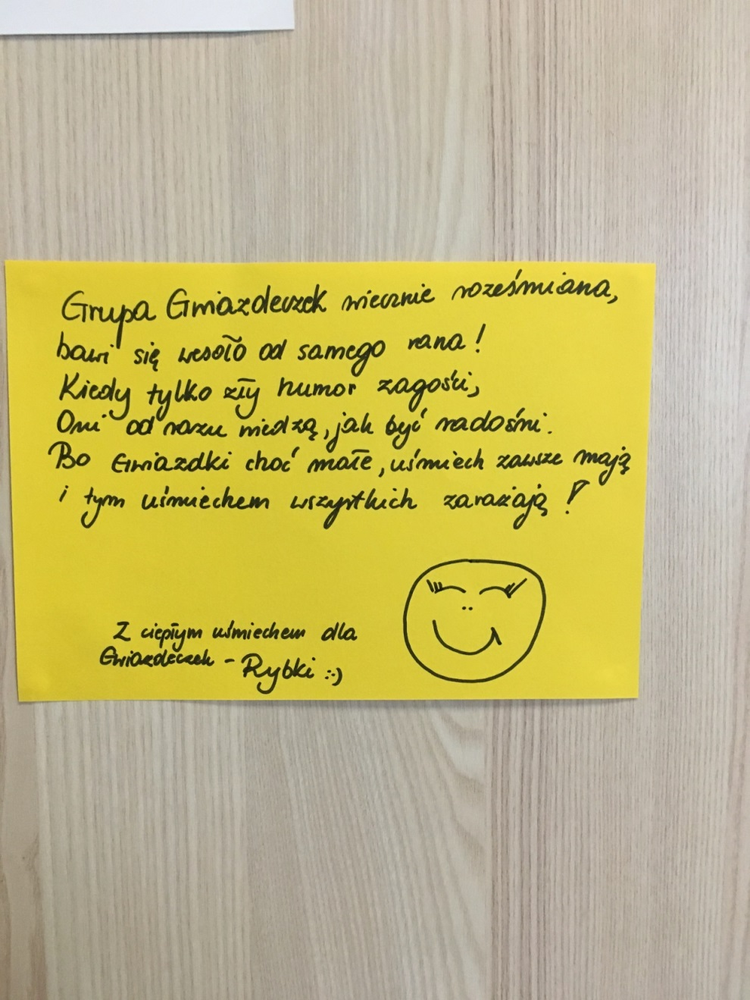 Grupa Gwiazdeczek wiecznie roześmiana,
bawi się wesoło od samego rana!
Kiedy tylko zły humor zagości,
Oni od razu wiedzą, jak być radośni.
Bo Gwiazdki choć małe, uśmiech zawsze mają
i tym uśmiechem wszystkich zarażają!
Z ciepłym uśmiechem dla
Gwiazdeczek - Rybki :-)